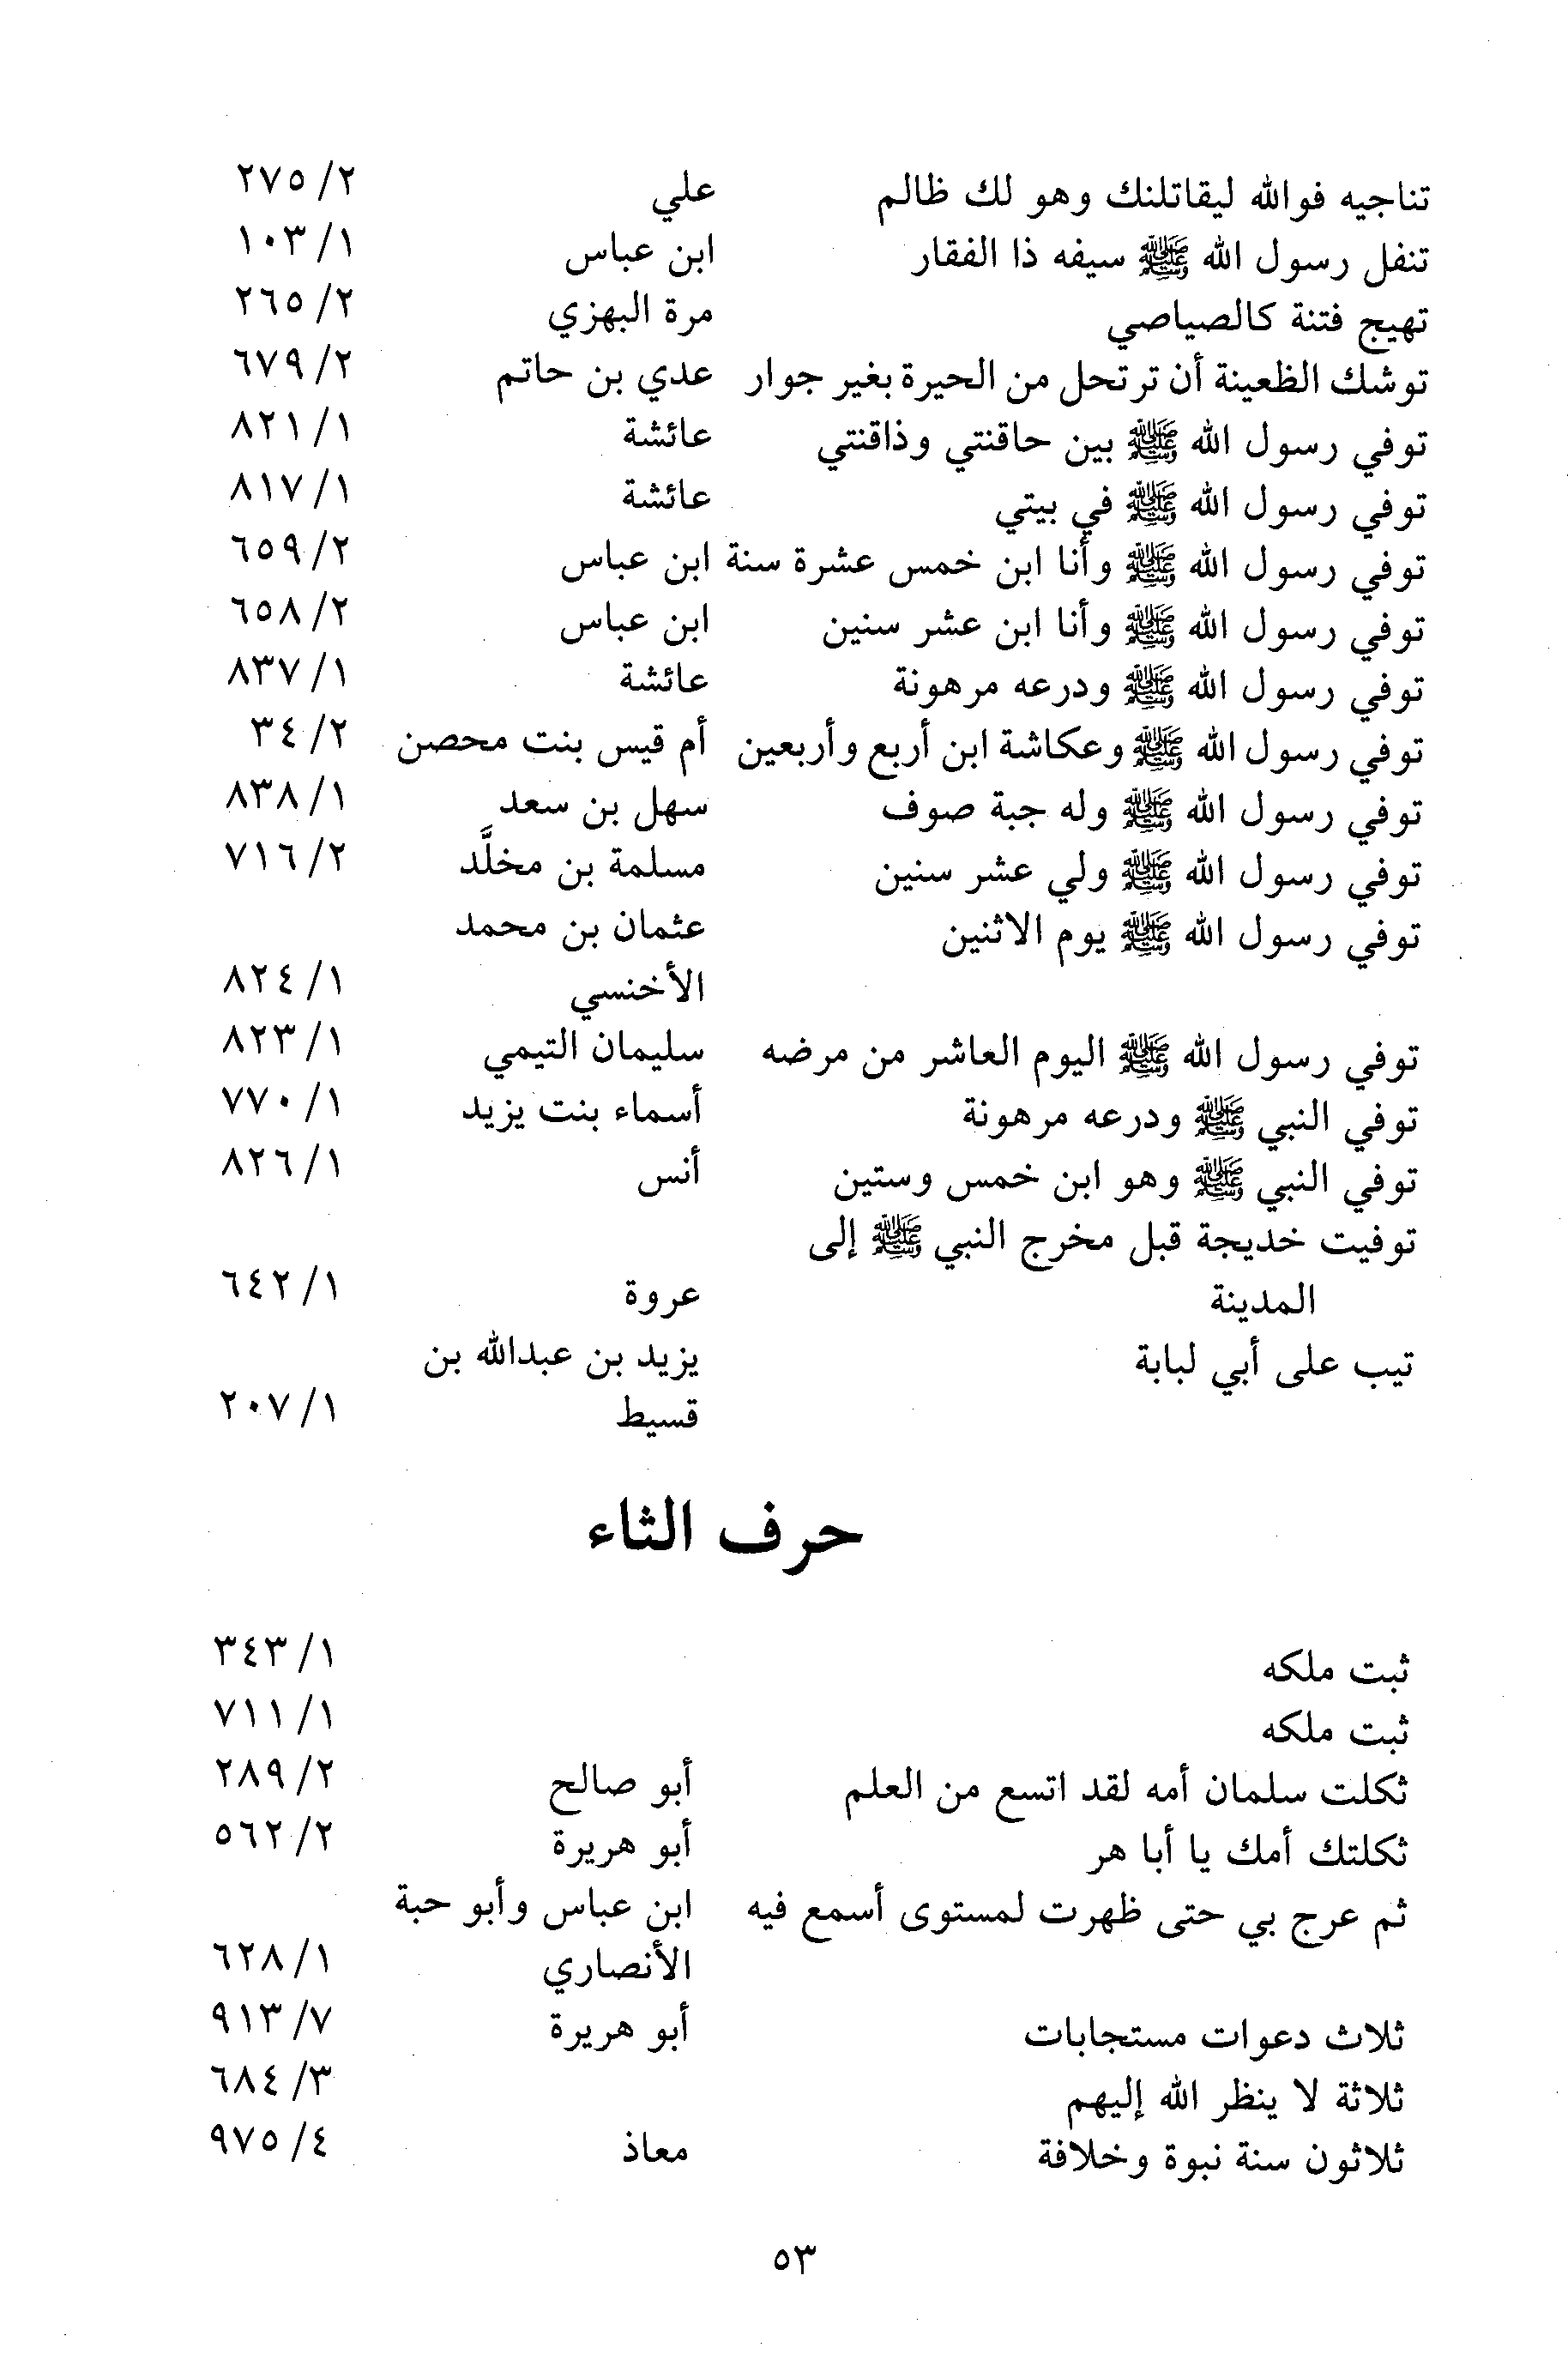 تناجيه فوالله ليقاتلنك وهو لك ظالم علي ٢/ ٢٧٥
تنفل رسول الله ﷺ سيفه ذا الفقار ابن عباس ١/ ١٠٣
تهيج فتنة كالصياصي مرة البهزي ٢/ ٢٦٥
توشك الظعينة أن ترتحل من الحيرة بغير جوار عدي بن حاتم ٢/ ٦٧٩
توفي رسول الله ﷺ بين حاقنتي وذاقنتي عائشة ١/ ٨٢١
توفي رسول الله ﷺ في بيتي عائشة ١/ ٨١٧
توفي رسول الله ﷺ وأنا ابن خمس عشرة سنة ابن عباس ٢/ ٦٥٩
توفي رسول الله ﷺ وأنا ابن عشر سنين ابن عباس ٢/ ٦٥٨
توفي رسول الله ﷺ ودرعه مرهونة عائشة ١/ ٨٣٧
توفي رسول الله ﷺ وعكاشة ابن أربع وأربعين أم قيس بنت محصن ٢/ ٣٤
توفي رسول الله ﷺ وله جبة صوف سهل بن سعد ١/ ٨٣٨
توفي رسول الله ﷺ ولي عشر سنين مسلمة بن مخلَّد ٢/ ٧١٦
توفي رسول الله ﷺ يوم الاثنين عثمان بن محمد
الأخنسي ١/ ٨٢٤
توفي رسول الله ﷺ اليوم العاشر من مرضه سليمان التيمي ١/ ٨٢٣
توفي النبي ﷺ ودرعه مرهونة أسماء بنت يزيد ١/ ٧٧٠
توفي النبي ﷺ وهو ابن خمس وستين أنس ١/ ٨٢٦
توفيت خديجة قبل مخرج النبي ﷺ إلى
المدينة عروة ١/ ٦٤٢
تيب على أبي لبابة يزيد بن عبدالله بن
قسيط ١/ ٢٠٧
حرف الثاء
ثبت ملكه ١/ ٣٤٣
ثبت ملكه ١/ ٧١١
ثكلت سلمان أمه لقد اتسع من العلم أبو صالح ٢/ ٢٨٩
ثكلتك أمك يا أبا هر أبو هريرة ٢/ ٥٦٢
ثم عرج بي حتى ظهرت لمستوى أسمع فيه ابن عباس وأبو حبة
الأنصاري ١/ ٦٢٨
ثلاث دعوات مستجابات أبو هريرة ٧/ ٩١٣
ثلاثة لا ينظر الله إليهم ٣/ ٦٨٤
ثلاثون سنة نبوة وخلافة معاذ ٤/ ٩٧٥
٥٣